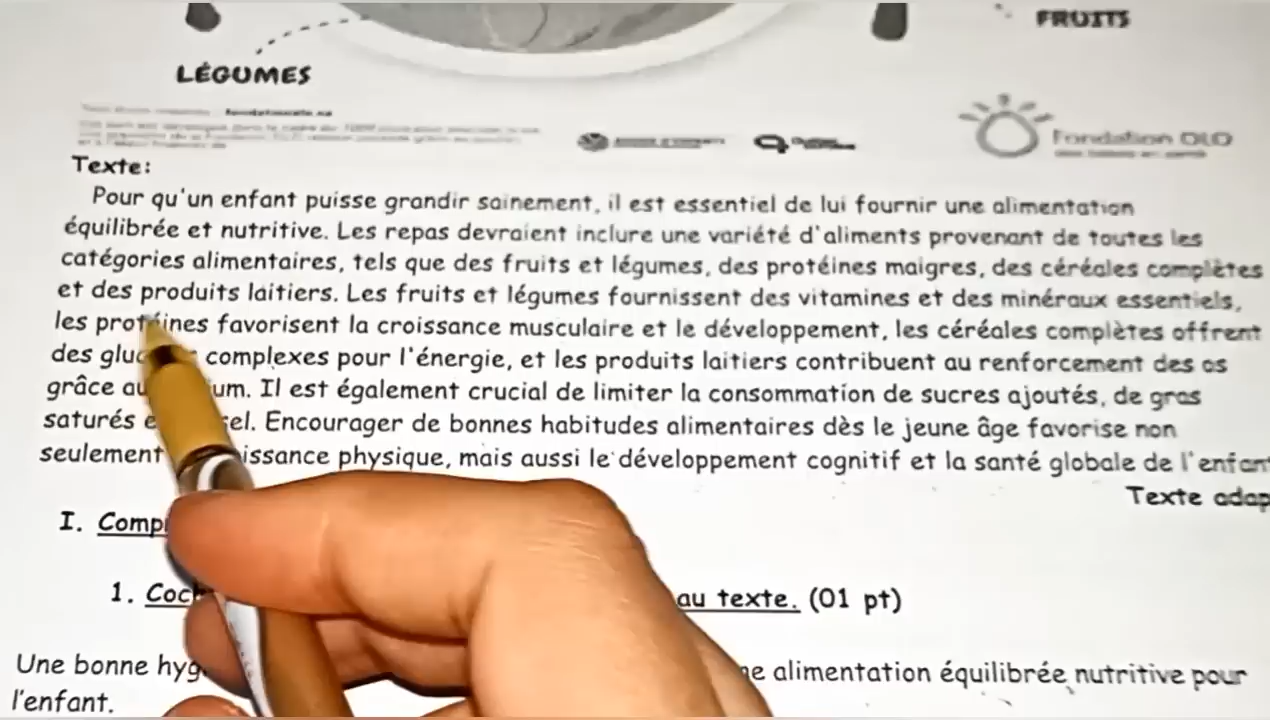 FRUITS
LÉGUMES
Fondation OLO
Texte:
Pour qu'un enfant puisse grandir sainement, il est essentiel de lui fournir une alimentation
équilibrée et nutritive. Les repas devraient inclure une variété d'aliments provenant de toutes les
catégories alimentaires, tels que des fruits et légumes, des protéines maigres, des céréales complètes
et des produits laitiers. Les fruits et légumes fournissent des vitamines et des minéraux essentiels,
les protéines favorisent la croissance musculaire et le développement, les céréales complètes offrent
des glu complexes pour l'énergie, et les produits laitiers contribuent au renforcement des os
grâce au um. Il est également crucial de limiter la consommation de sucres ajoutés, de gras
saturés e sel. Encourager de bonnes habitudes alimentaires dès le jeune âge favorise non
seulement issance physique, mais aussi le développement cognitif et la santé globale de l'enfant
Texte adap
I. Comp
1. Coch au texte. (01 pt)
Une bonne hyg ne alimentation équilibrée nutritive pour
l'enfant.